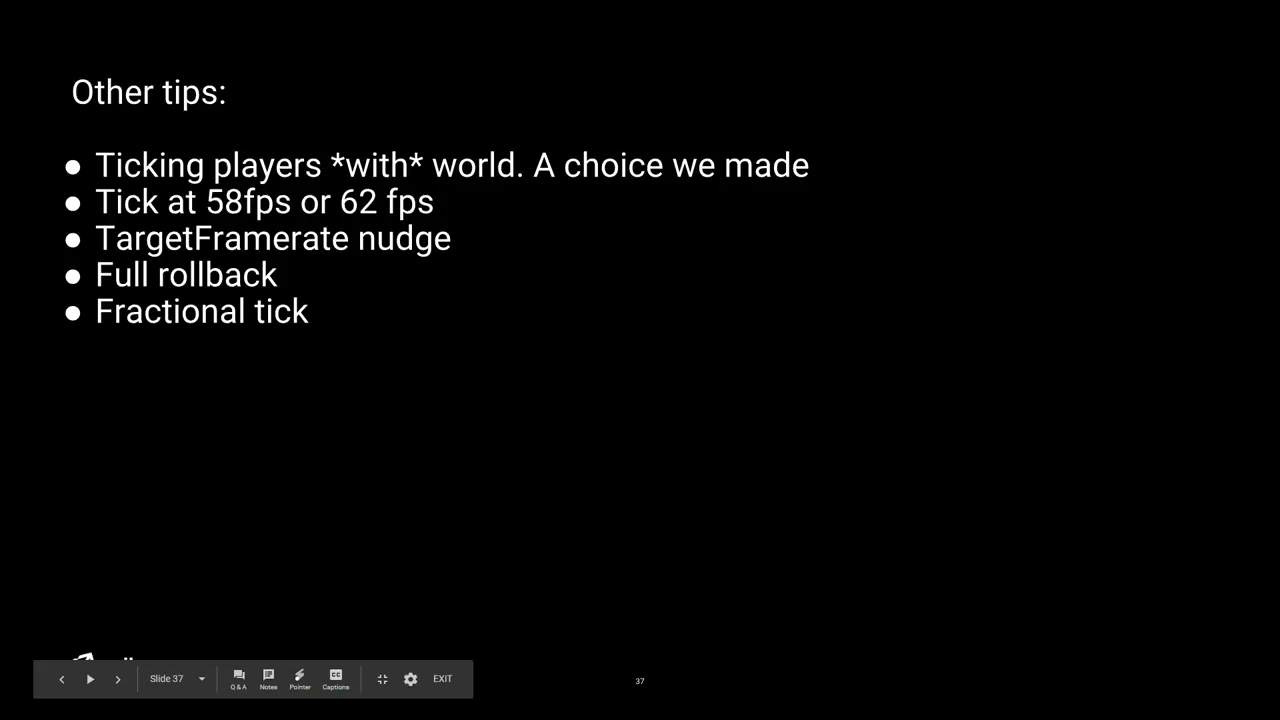 Other tips:
● Ticking players *with* world. A choice we made
● Tick at 58fps or 62 fps
● TargetFramerate nudge
● Full rollback
● Fractional tick
Slide 37
Q & A
Notes
Pointer
CC
Captions
EXIT
37